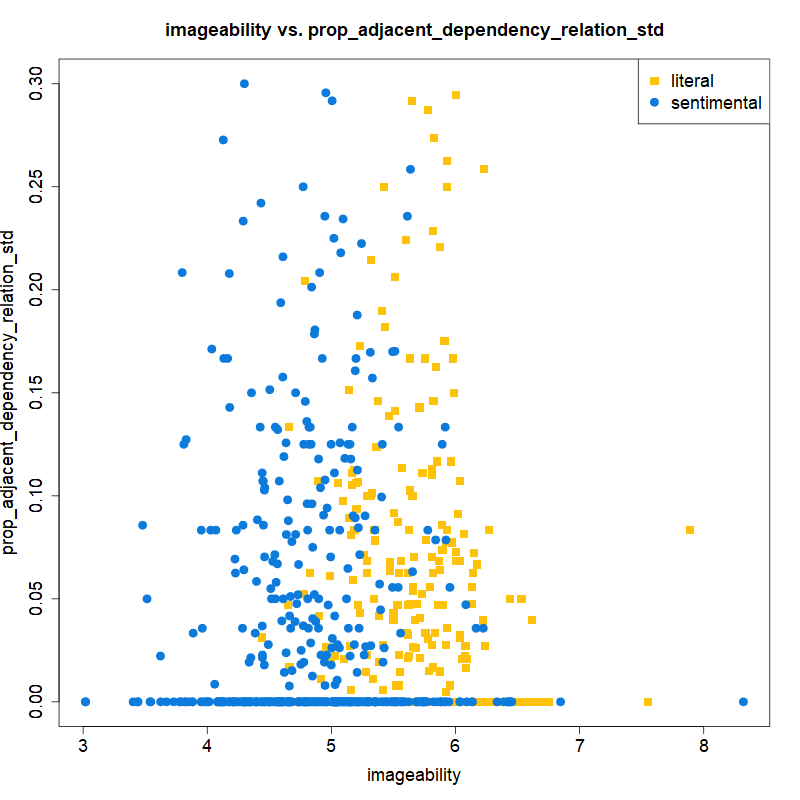 imageability vs. prop_adjacent_dependency_relation_std
literal
sentimental
prop_adjacent_dependency_relation_std
0.30
0.25
0.20
0.15
0.10
0.05
0.00
3 4 5 6 7 8
imageability